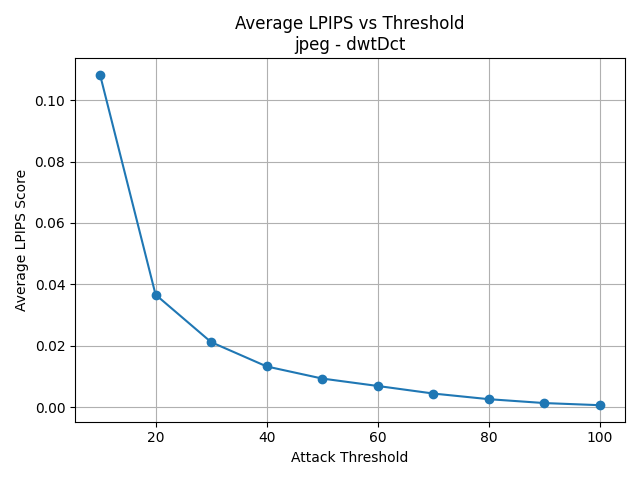 Average LPIPS vs Threshold
jpeg - dwtDct
Average LPIPS Score
0.10
0.08
0.06
0.04
0.02
0.00
20
40
60
80
100
Attack Threshold